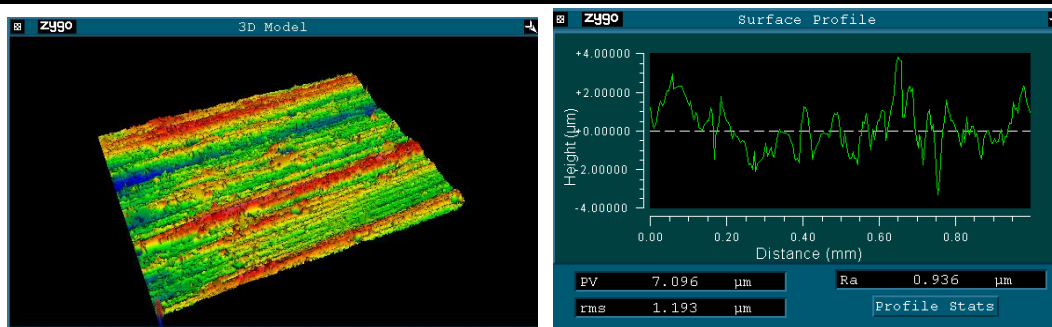 zygo
3D Model
zygo
Surface Profile
+4.00000
+2.00000
+0.00000
-2.00000
-4.00000
Height (µm)
0.00 0.20 0.40 0.60 0.80
Distance (mm)
PV 7.096 µm
Ra 0.936 µm
rms 1.193 µm
Profile Stats